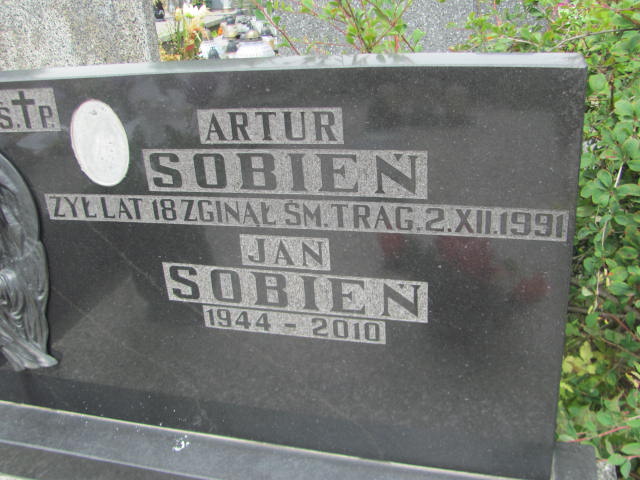 Ś.†P.
ARTUR
SOBIEŃ
ŻYŁ LAT 18 ZGINĄŁ ŚM. TRAG. 2.XII.1991
JAN
SOBIEŃ
1944 - 2010